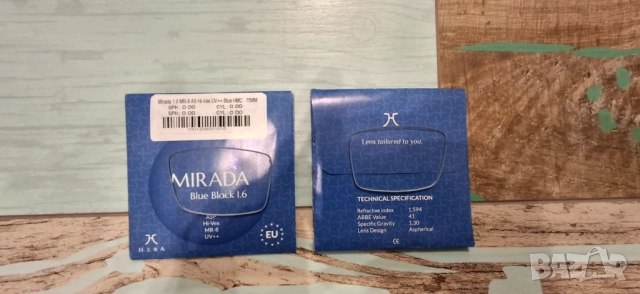 Mirada 1.6 MR-8 AS Hi-Vex UV++ Blue HMC 75MM
SPH: 0.00 CYL: 0.00
SPH: 0.00 CYL: 0.00
MIRADA
Blue Block 1.6
ASP
Hi-Vex
MR-8
UV++
HERA
EU
Lens tailored to you.
TECHNICAL SPECIFICATION
Refractive index 1.594
ABBE Value 41
Specific Gravity 1.30
Lens Design Aspherical
CE
BAZAR